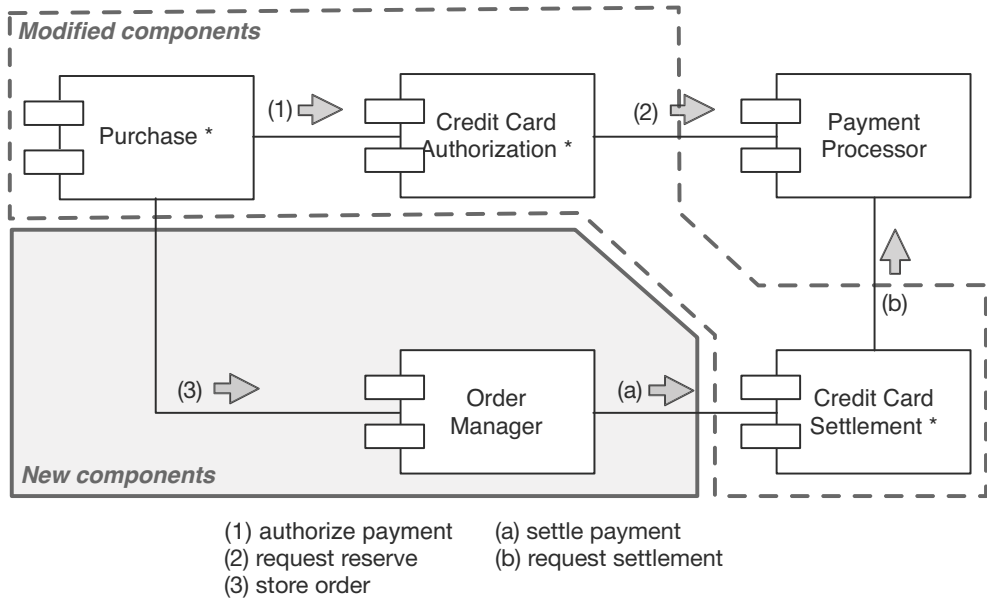 Modified components
Purchase *
(1)
Credit Card
Authorization *
(2)
Payment
Processor
(3)
Order
Manager
(a)
Credit Card
Settlement *
(b)
New components
(1) authorize payment
(2) request reserve
(3) store order
(a) settle payment
(b) request settlement